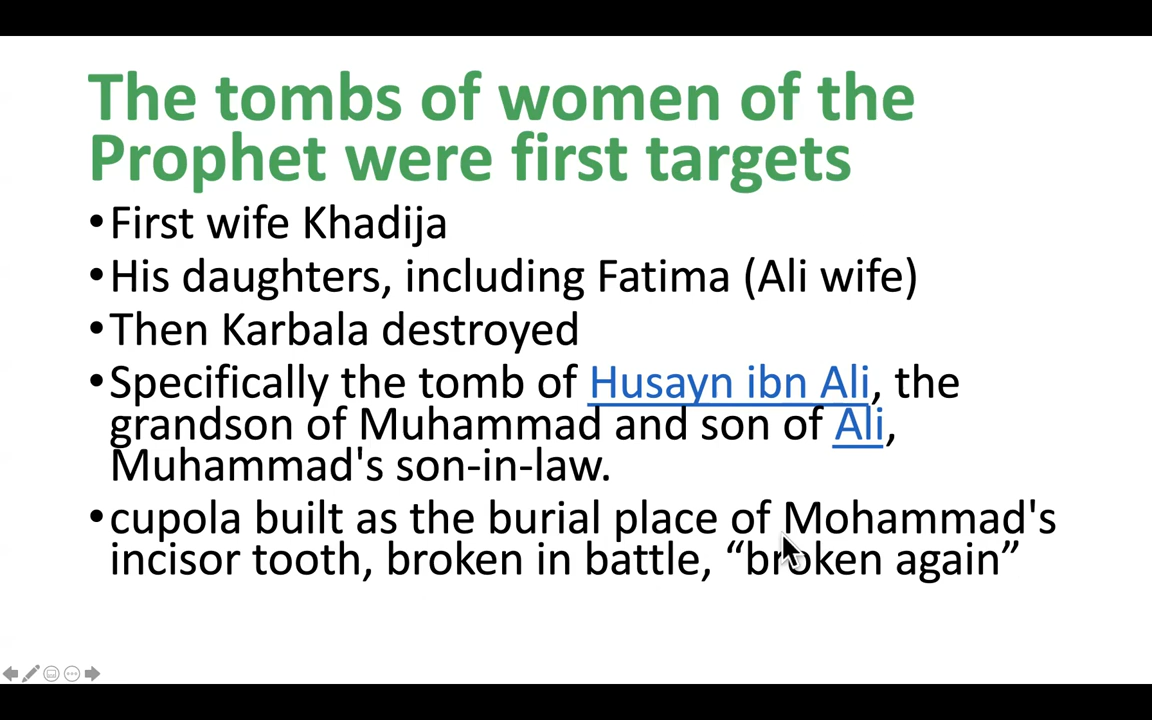 The tombs of women of the
Prophet were first targets
•First wife Khadija
•His daughters, including Fatima (Ali wife)
•Then Karbala destroyed
•Specifically the tomb of Husayn ibn Ali, the
grandson of Muhammad and son of Ali,
Muhammad's son-in-law.
•cupola built as the burial place of Mohammad's
incisor tooth, broken in battle, “broken again”